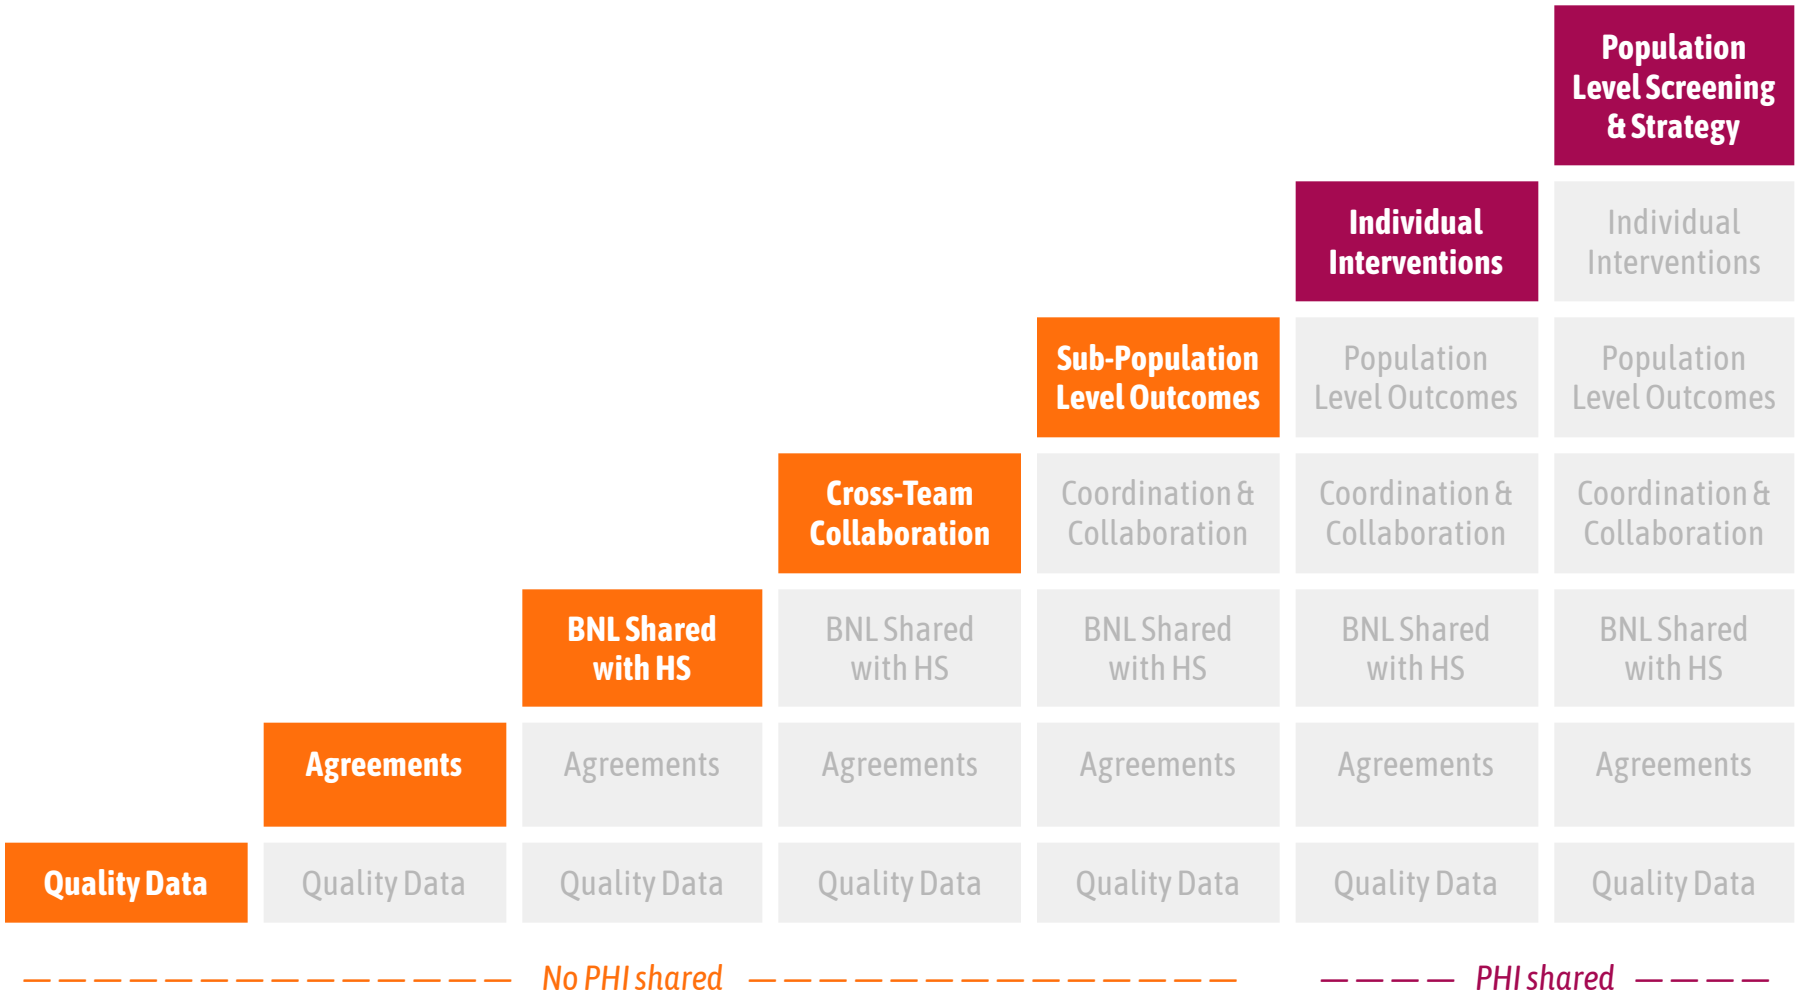 Population
Level Screening
& Strategy
Individual
Interventions
Individual
Interventions
Sub-Population
Level Outcomes
Population
Level Outcomes
Population
Level Outcomes
Cross-Team
Collaboration
Coordination &
Collaboration
Coordination &
Collaboration
Coordination &
Collaboration
BNL Shared
with HS
BNL Shared
with HS
BNL Shared
with HS
BNL Shared
with HS
BNL Shared
with HS
Agreements
Agreements
Agreements
Agreements
Agreements
Agreements
Quality Data
Quality Data
Quality Data
Quality Data
Quality Data
Quality Data
Quality Data
No PHI shared
PHI shared